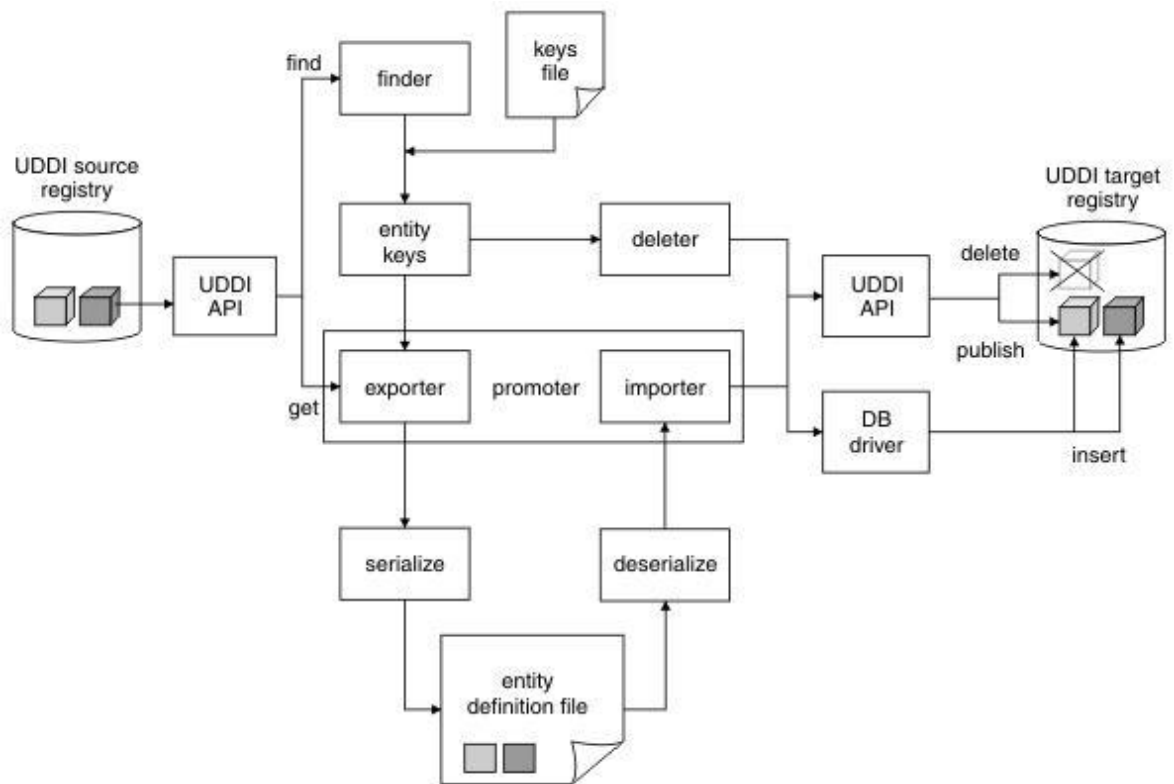 keys
file
find
finder
UDDI source
registry
UDDI target
registry
entity
keys
deleter
delete
UDDI
API
UDDI
API
publish
get
exporter
promoter
importer
DB
driver
insert
serialize
deserialize
entity
definition file